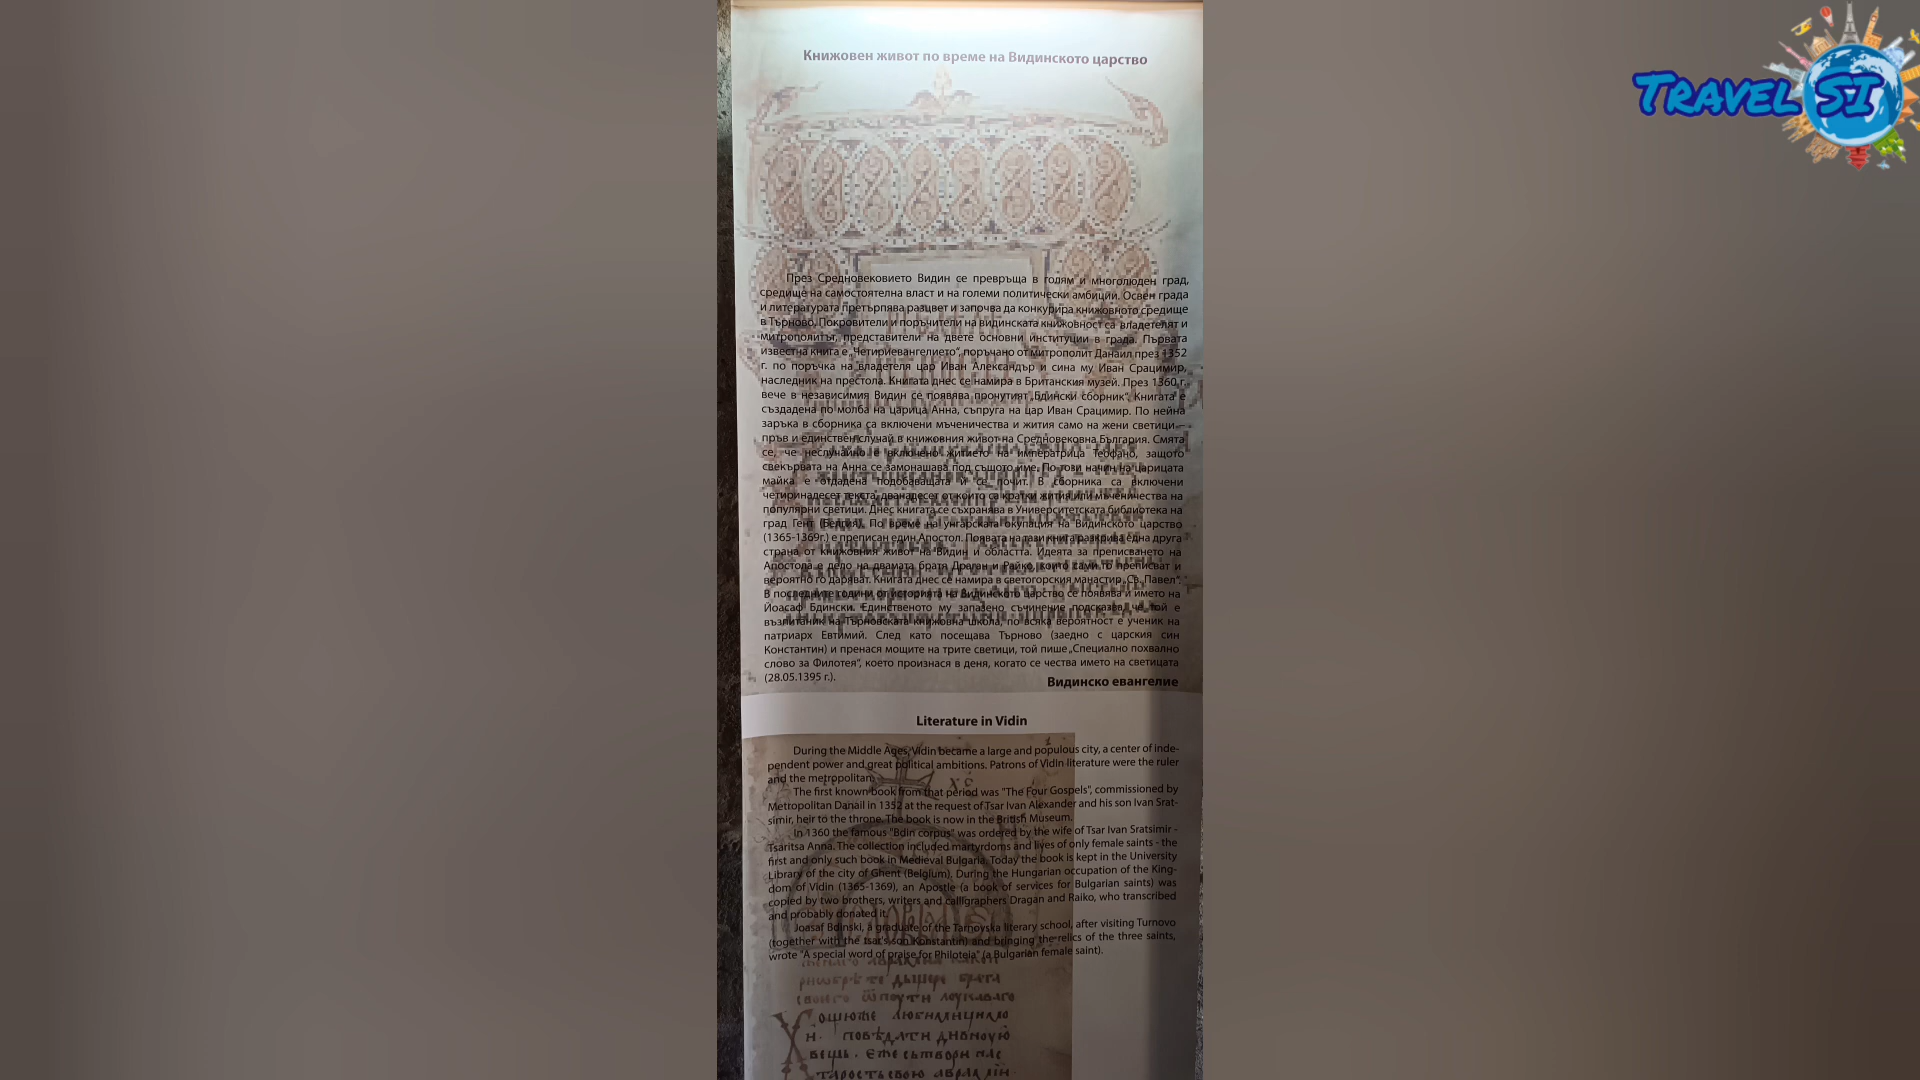 TRAVEL SI
Книжовен живот по време на Видинското царство
През Средновековието Видин се превръща в голям и многолюден град,
средище на самостоятелна власт и на големи политически амбиции. Освен града
и литературата претърпява разцвет и започва да конкурира книжовното средище
в Търново. Покровители и поръчители на видинската книжовност са владетелят и
митрополитът, представители на двете основни институции в града. Първата
известна книга е „Четириевангелието“, поръчано от митрополит Данаил през 1352
г. по поръчка на владетеля цар Иван Александър и сина му Иван Срацимир,
наследник на престола. Книгата днес се намира в Британския музей. През 1360 г.
вече в независимия Видин се появява прочутият „Бдински сборник“. Книгата е
създадена по молба на царица Анна, съпруга на цар Иван Срацимир. По нейна
заръка в сборника са включени мъченичества и жития само на жени светици –
пръв и единствен случай в книжовния живот на Средновековна България. Смята
се, че неслучайно е включено житието на императрица Теофано, защото
свекървата на Анна се замонашава под същото име. По този начин на царицата
майка е отдадена подобаващата ѝ се почит. В сборника са включени
четиринадесет текста, дванадесет от които са кратки жития или мъченичества на
популярни светици. Днес книгата се съхранява в Университетската библиотека на
град Гент (Белгия). По време на унгарската окупация на Видинското царство
(1365-1369г.) е преписан един Апостол. Появата на тази книга разкрива една друга
страна от книжовния живот на Видин и областта. Идеята за преписването на
Апостола е дело на двамата братя Драган и Райко, които сами го преписват и
вероятно го даряват. Книгата днес се намира в светогорския манастир „Св. Павел“.
В последните години от историята на Видинското царство се появява и името на
Йоасаф Бдински. Единственото му запазено съчинение подсказва, че той е
възпитаник на Търновската книжовна школа, по всяка вероятност е ученик на
патриарх Евтимий. След като посещава Търново (заедно с царския син
Константин) и пренася мощите на трите светици, той пише „Специално похвално
слово за Филотея“, което произнася в деня, когато се чества името на светицата
(28.05.1395 г.).
Видинско евангелие
Literature in Vidin
During the Middle Ages, Vidin became a large and populous city, a center of inde-
pendent power and great political ambitions. Patrons of Vidin literature were the ruler
and the metropolitan.
The first known book from that period was "The Four Gospels", commissioned by
Metropolitan Danail in 1352 at the request of Tsar Ivan Alexander and his son Ivan Srat-
simir, heir to the throne. The book is now in the British Museum.
In 1360 the famous "Bdin corpus" was ordered by the wife of Tsar Ivan Sratsimir -
Tsaritsa Anna. The collection included martyrdoms and lives of only female saints - the
first and only such book in Medieval Bulgaria. Today the book is kept in the University
Library of the city of Ghent (Belgium). During the Hungarian occupation of the King-
dom of Vidin (1365-1369), an Apostle (a book of services for Bulgarian saints) was
copied by two brothers, writers and calligraphers Dragan and Raiko, who transcribed
and probably donated it.
Joasaf Bdinski, a graduate of the Tarnovska literary school, after visiting Turnovo
(together with the tsar's son Konstantin) and bringing the relics of the three saints,
wrote "A special word of praise for Philoteia" (a Bulgarian female saint).